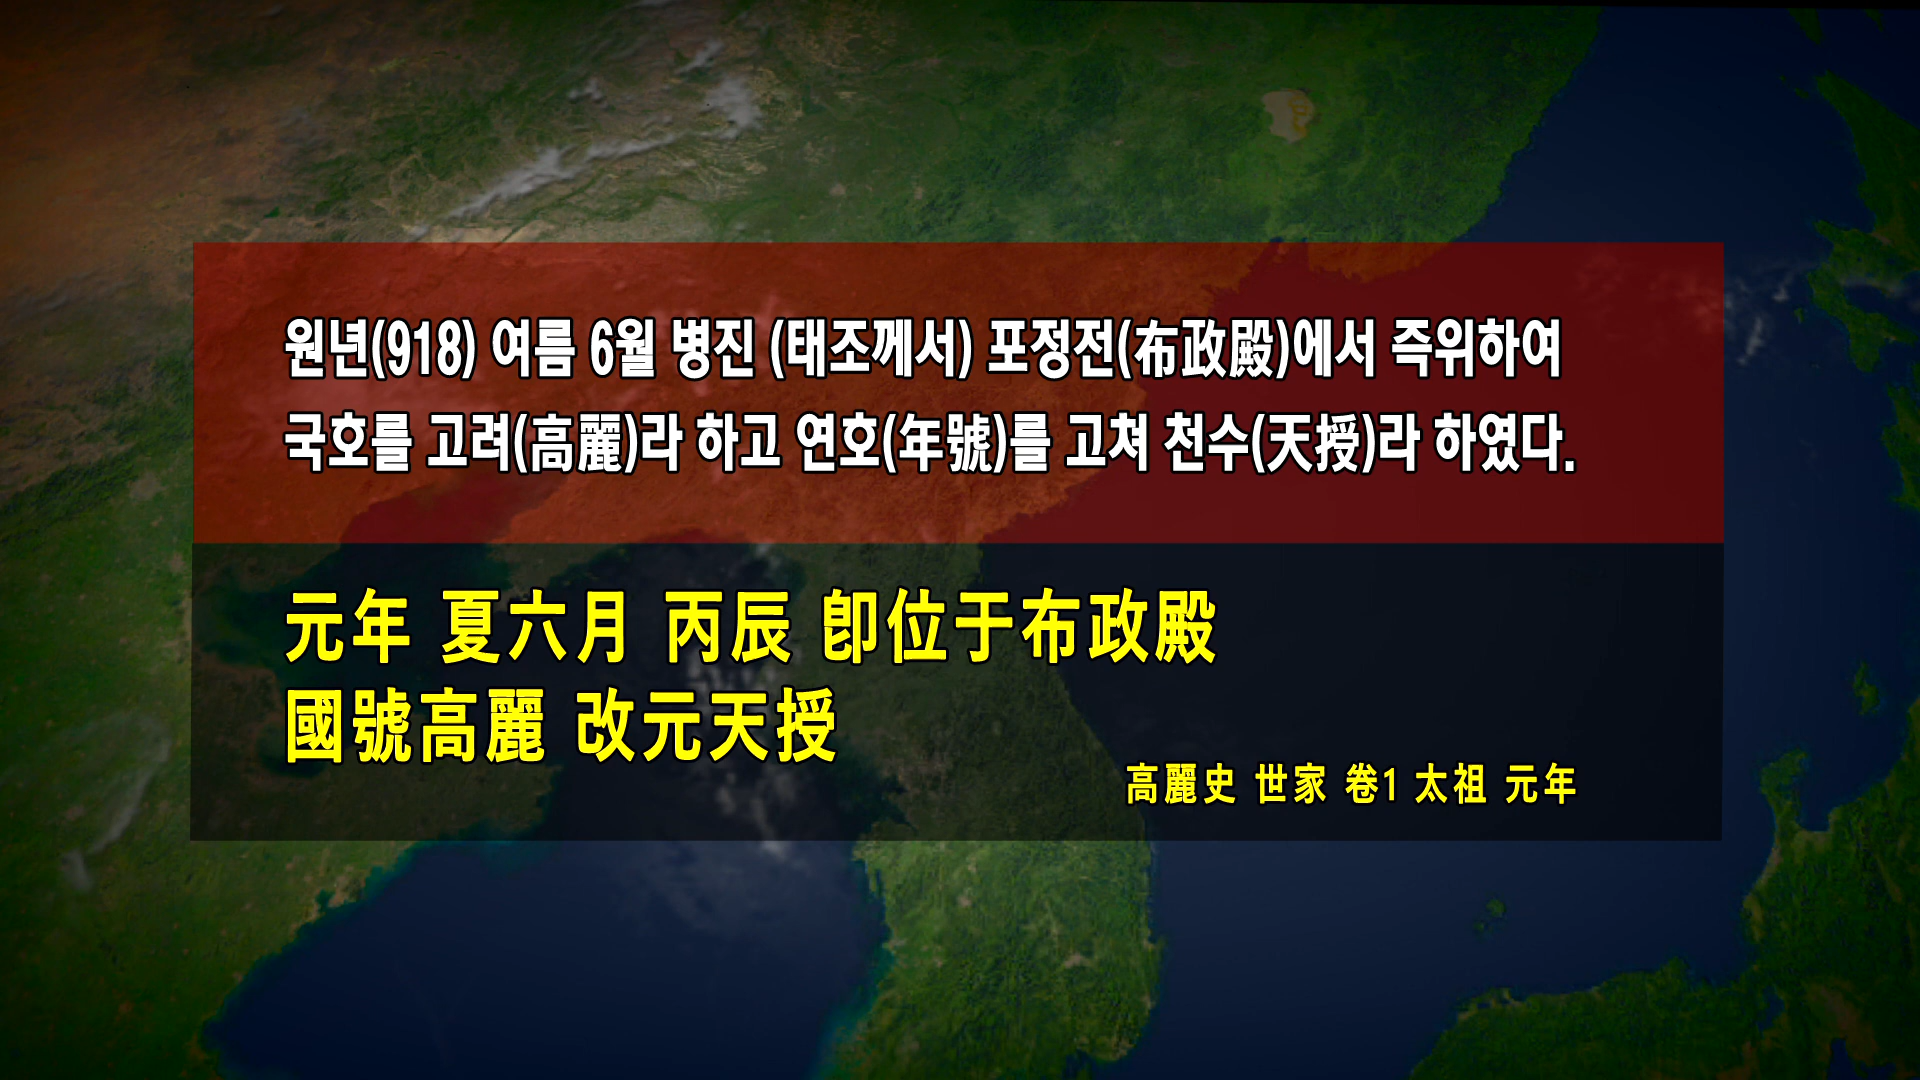 원년(918) 여름 6월 병진 (태조께서) 포정전(布政殿)에서 즉위하여
국호를 고려(高麗)라 하고 연호(年號)를 고쳐 천수(天授)라 하였다.
元年 夏六月 丙辰 卽位于布政殿
國號高麗 改元天授
高麗史 世家 卷1 太祖 元年